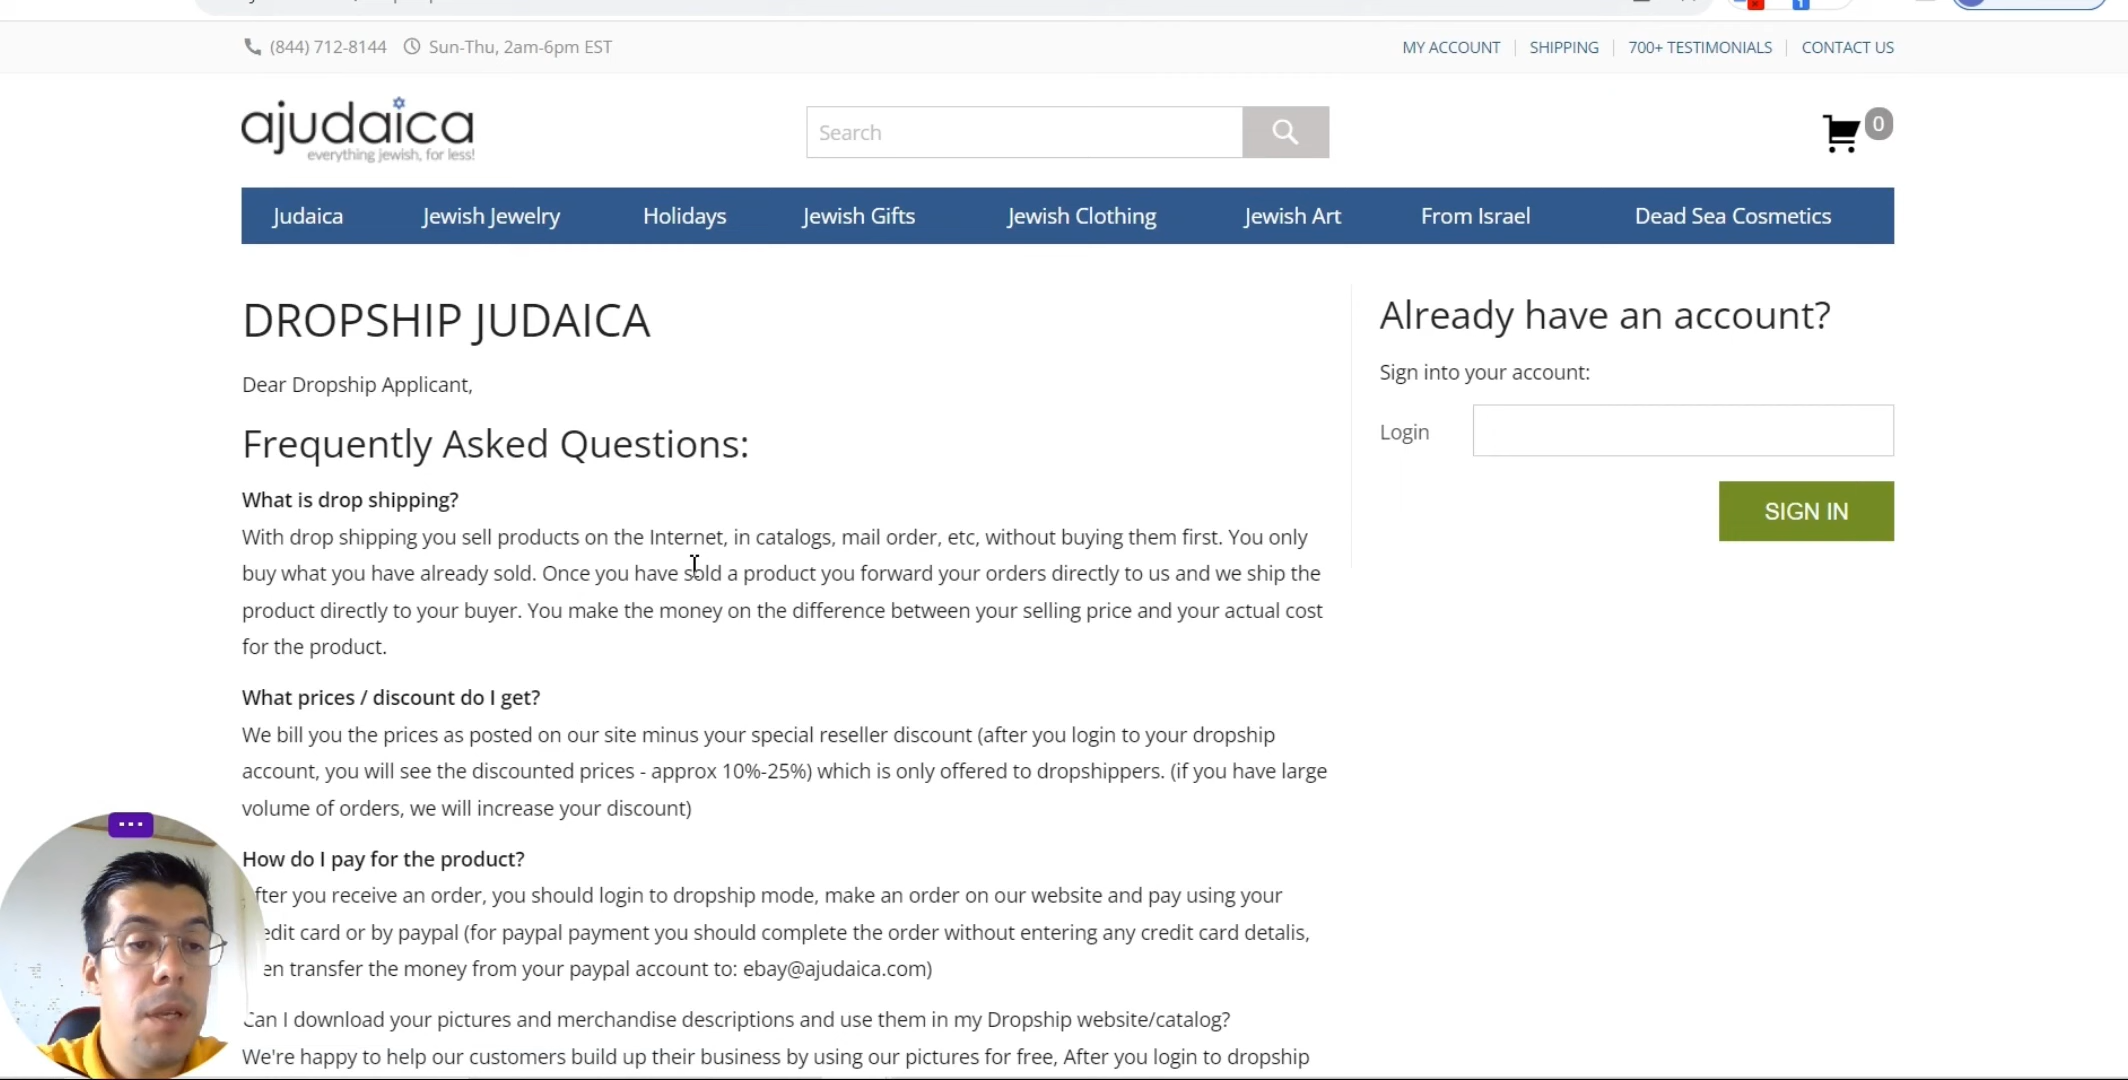 (844) 712-8144 Sun-Thu, 2am-6pm EST MY ACCOUNT SHIPPING 700+ TESTIMONIALS CONTACT US
ajudaica
everything jewish, for less!
Search
0
Judaica Jewish Jewelry Holidays Jewish Gifts Jewish Clothing Jewish Art From Israel Dead Sea Cosmetics
DROPSHIP JUDAICA
Dear Dropship Applicant,
Frequently Asked Questions:
What is drop shipping?
With drop shipping you sell products on the Internet, in catalogs, mail order, etc, without buying them first. You only
buy what you have already sold. Once you have sold a product you forward your orders directly to us and we ship the
product directly to your buyer. You make the money on the difference between your selling price and your actual cost
for the product.
What prices / discount do I get?
We bill you the prices as posted on our site minus your special reseller discount (after you login to your dropship
account, you will see the discounted prices - approx 10%-25%) which is only offered to dropshippers. (if you have large
volume of orders, we will increase your discount)
How do I pay for the product?
fter you receive an order, you should login to dropship mode, make an order on our website and pay using your
edit card or by paypal (for paypal payment you should complete the order without entering any credit card detalis,
en transfer the money from your paypal account to: ebay@ajudaica.com)
Can I download your pictures and merchandise descriptions and use them in my Dropship website/catalog?
We're happy to help our customers build up their business by using our pictures for free, After you login to dropship
Already have an account?
Sign into your account:
Login
SIGN IN